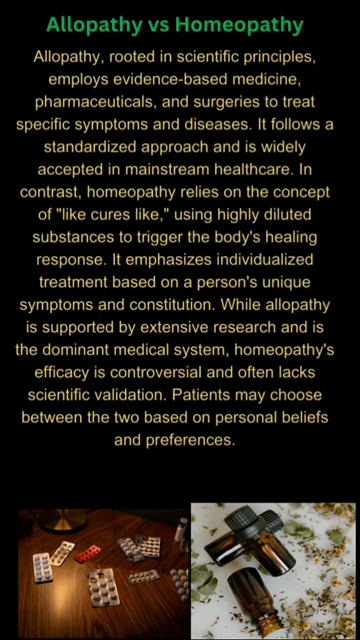 Allopathy vs Homeopathy
Allopathy, rooted in scientific principles,
employs evidence-based medicine,
pharmaceuticals, and surgeries to treat
specific symptoms and diseases. It follows a
standardized approach and is widely
accepted in mainstream healthcare. In
contrast, homeopathy relies on the concept
of "like cures like," using highly diluted
substances to trigger the body's healing
response. It emphasizes individualized
treatment based on a person's unique
symptoms and constitution. While allopathy
is supported by extensive research and is
the dominant medical system, homeopathy's
efficacy is controversial and often lacks
scientific validation. Patients may choose
between the two based on personal beliefs
and preferences.